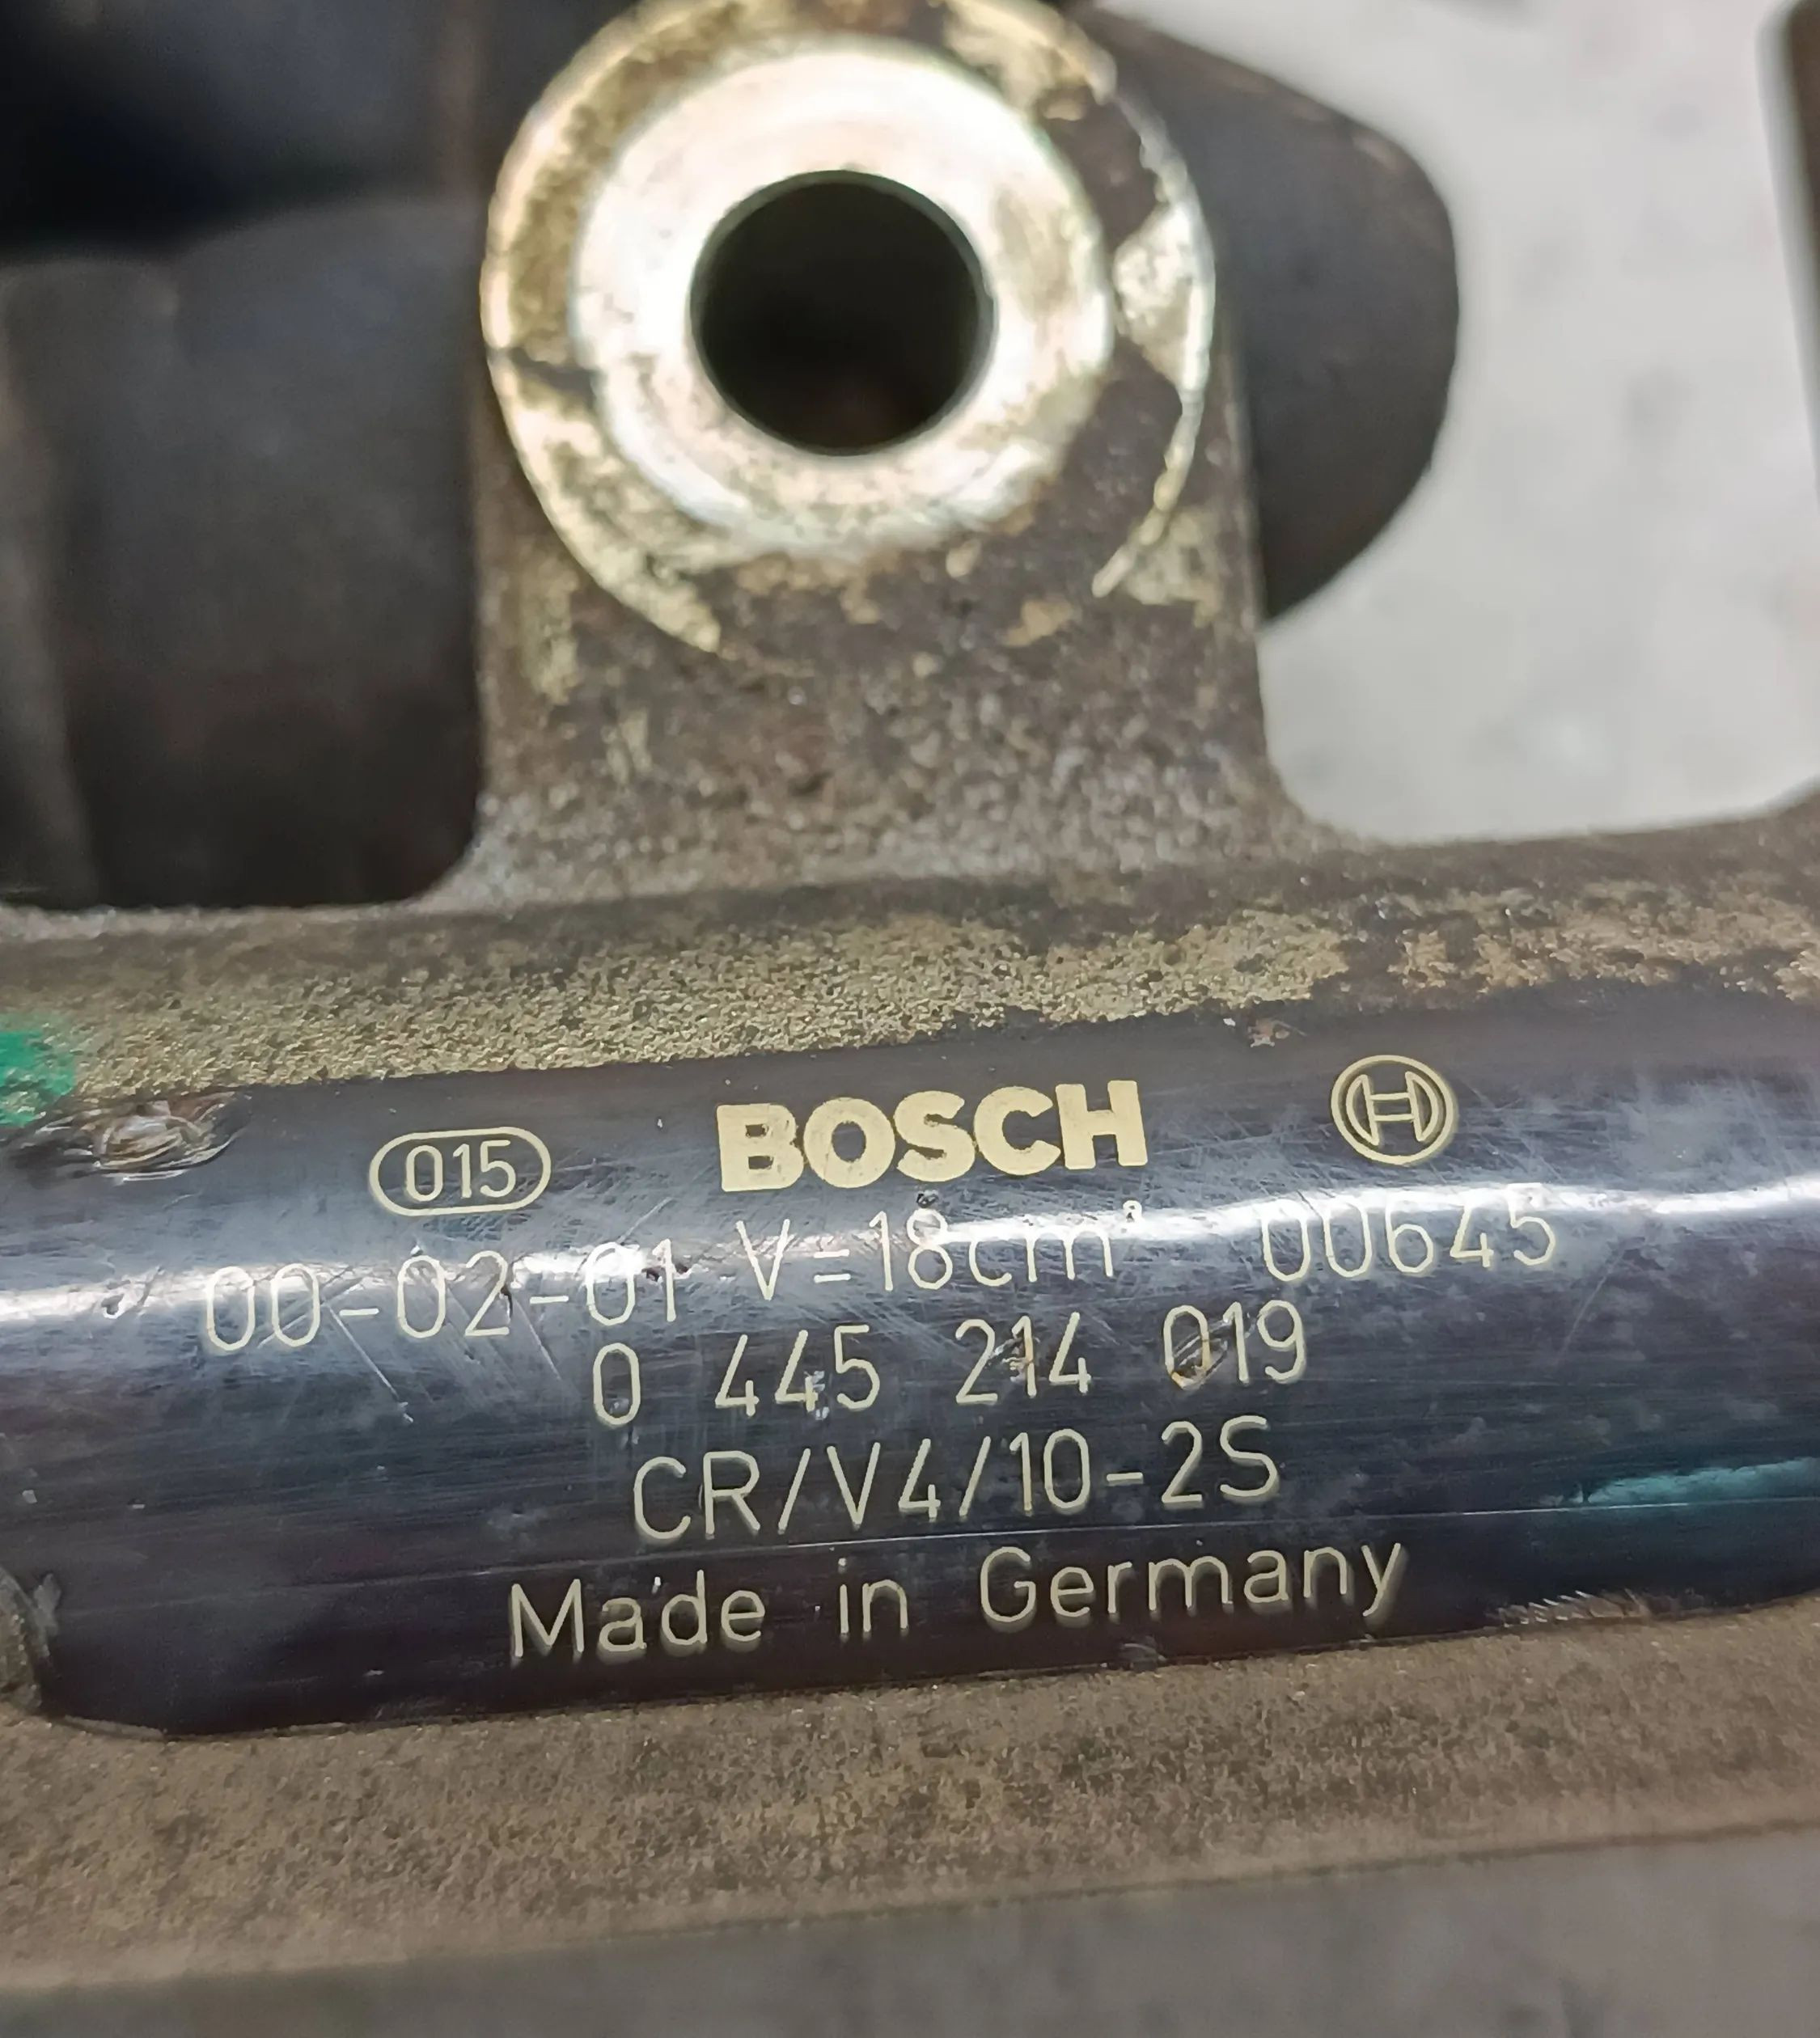 015 BOSCH
00-02-01 V=18cm³ 00645
0 445 214 019
CR/V4/10-2S
Made in Germany